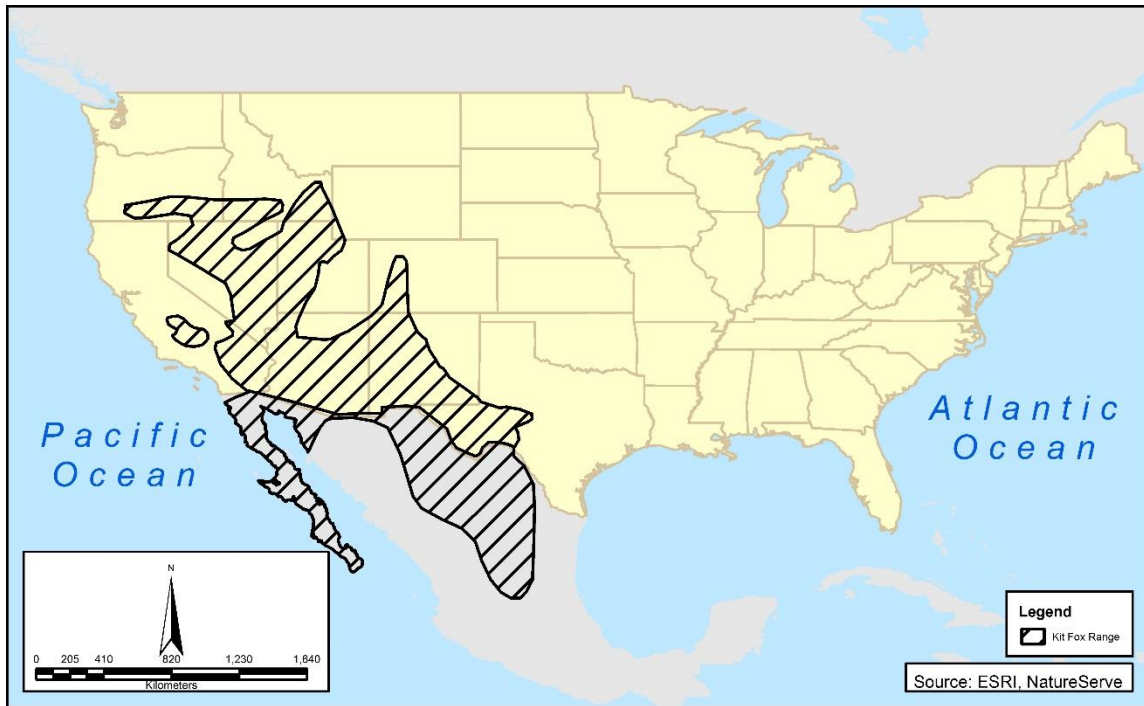 Pacific
Ocean
Atlantic
Ocean
N
0 205 410 820 1,230 1,640
Kilometers
Legend
Kit Fox Range
Source: ESRI, NatureServe